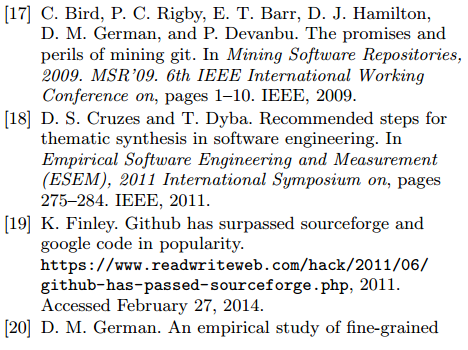 [17] C. Bird, P. C. Rigby, E. T. Barr, D. J. Hamilton,
D. M. German, and P. Devanbu. The promises and
perils of mining git. In Mining Software Repositories,
2009. MSR'09. 6th IEEE International Working
Conference on, pages 1–10. IEEE, 2009.
[18] D. S. Cruzes and T. Dyba. Recommended steps for
thematic synthesis in software engineering. In
Empirical Software Engineering and Measurement
(ESEM), 2011 International Symposium on, pages
275–284. IEEE, 2011.
[19] K. Finley. Github has surpassed sourceforge and
google code in popularity.
https://www.readwriteweb.com/hack/2011/06/
github-has-passed-sourceforge.php, 2011.
Accessed February 27, 2014.
[20] D. M. German. An empirical study of fine-grained